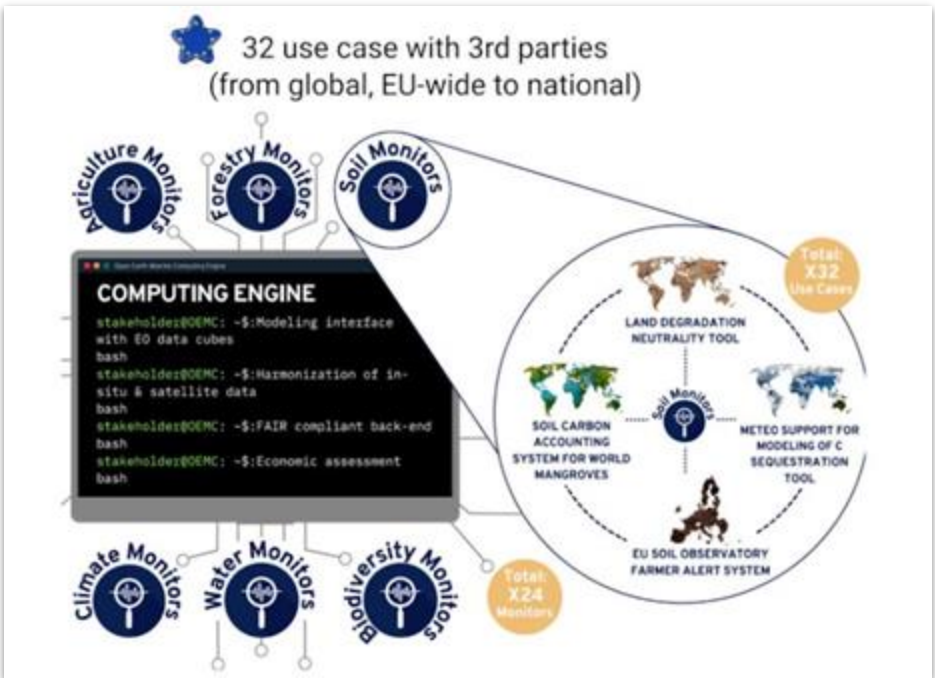 32 use case with 3rd parties
(from global, EU-wide to national)
Agriculture Monitors
Forestry Monitors
Soil Monitors
COMPUTING ENGINE
stakeholder@OEMC: ~$:Modeling interface
with EO data cubes
bash
stakeholder@OEMC: ~$:Harmonization of in-
situ & satellite data
bash
stakeholder@OEMC: ~$:FAIR compliant back-end
bash
stakeholder@OEMC: ~$:Economic assessment
bash
Climate Monitors
Water Monitors
Biodiversity Monitors
Total:
X24
Monitors
Total:
X32
Use Cases
LAND DEGRADATION
NEUTRALITY TOOL
SOIL CARBON
ACCOUNTING
SYSTEM FOR WORLD
MANGROVES
Soil Monitors
METEO SUPPORT FOR
MODELING OF C
SEQUESTRATION
TOOL
EU SOIL OBSERVATORY
FARMER ALERT SYSTEM